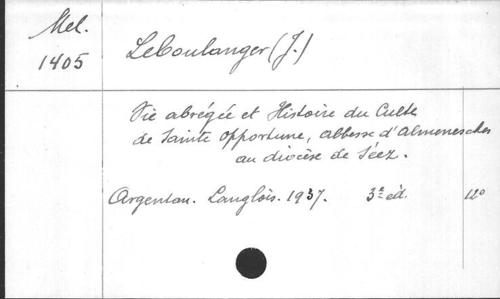 Mel.
1405
Leboulanger (J.)
Vie abrégée et Histoire du Culte
de Sainte Opportune, abbesse d'Almenesches
au diocèse de Séez.
Argentan. Langlois. 1937. 3e éd. 12°